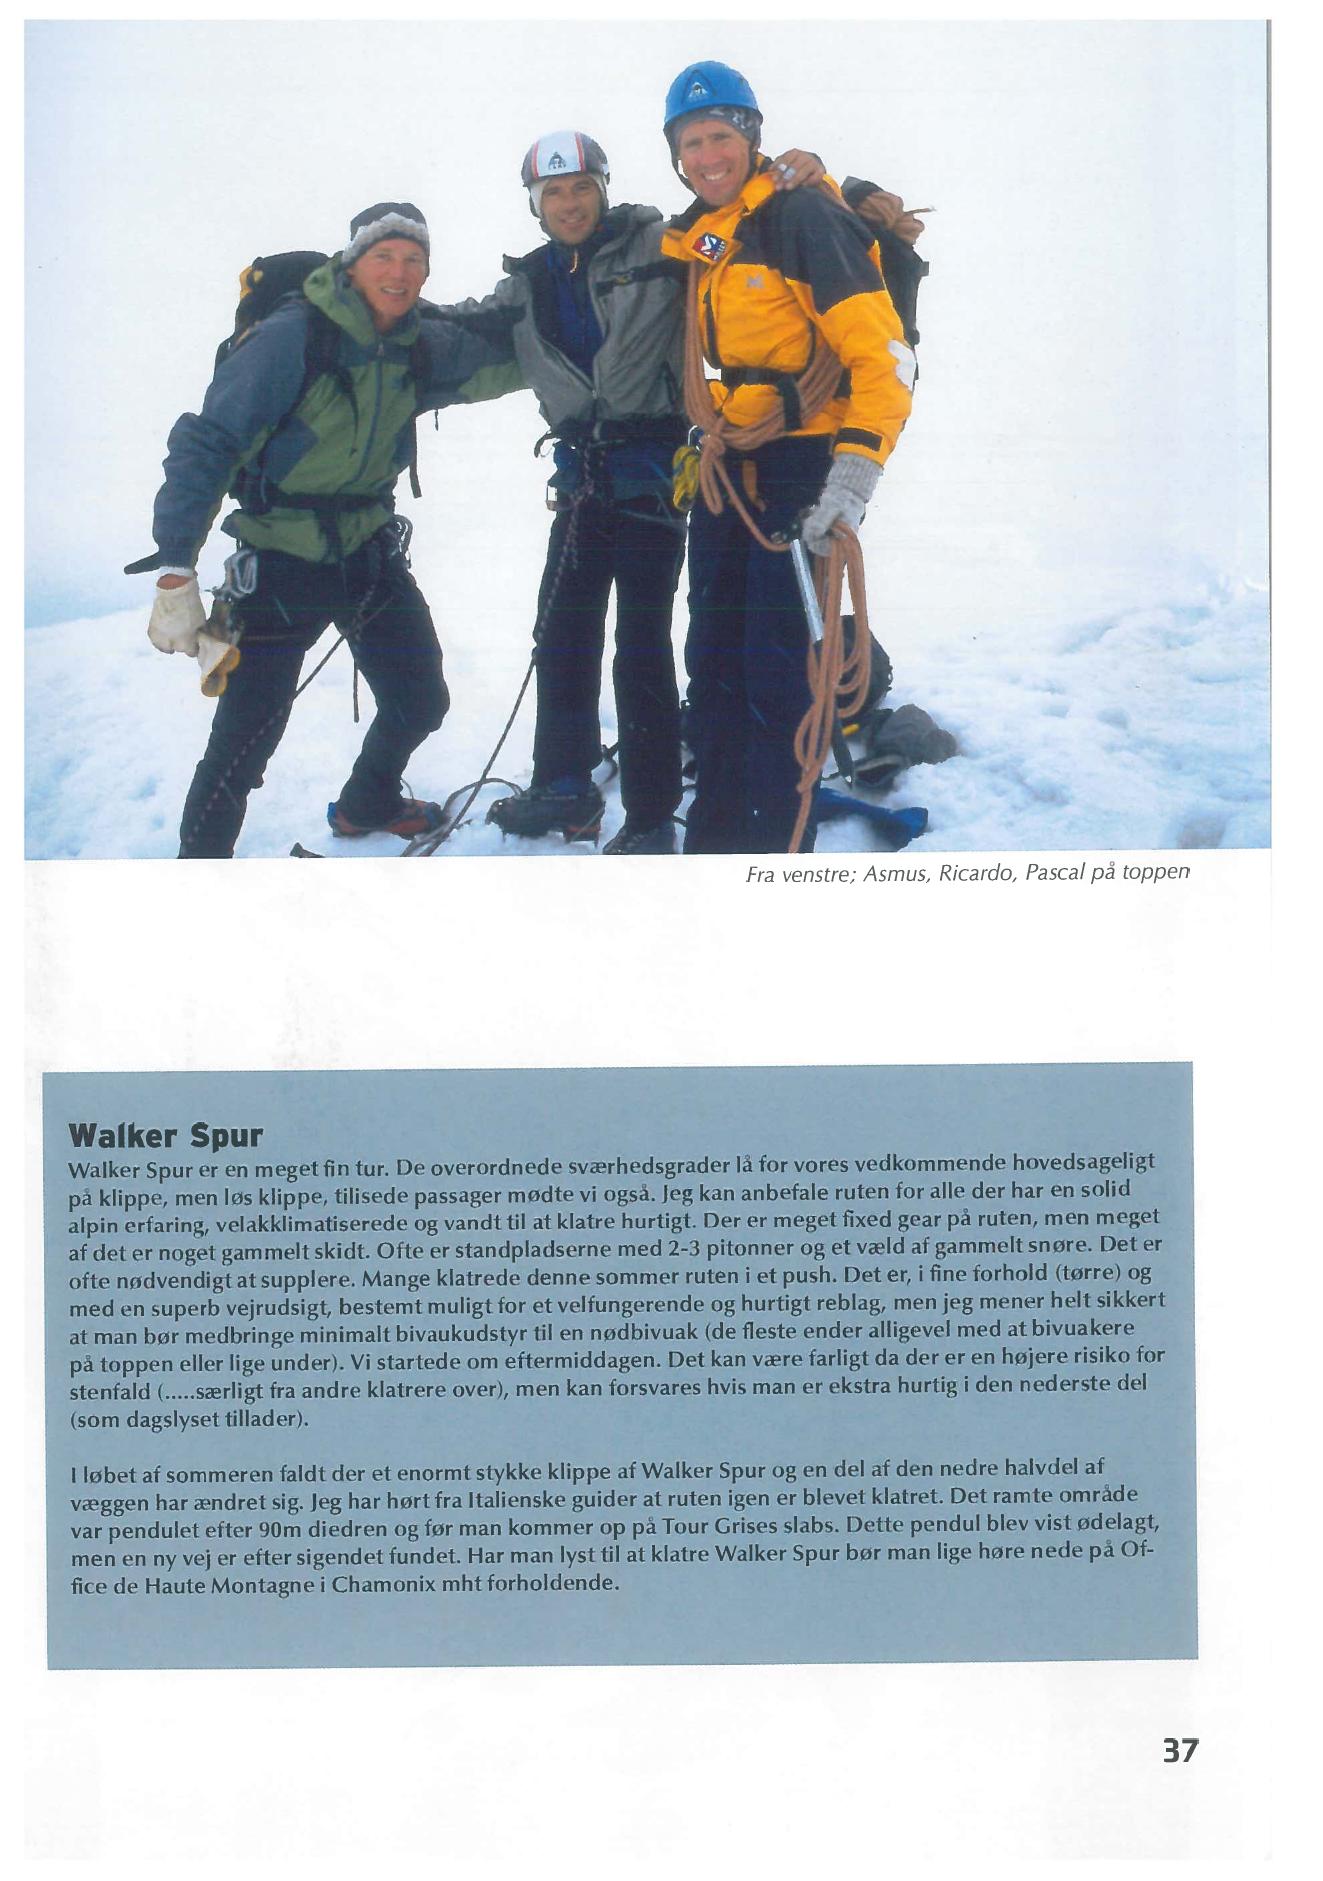 Fra venstre; Asmus, Ricardo, Pascal på toppen
Walker Spur
Walker Spur er en meget fin tur. De overordnede sværhedsgrader lå for vores vedkommende hovedsageligt
på klippe, men løs klippe, tilisede passager mødte vi også. Jeg kan anbefale ruten for alle der har en solid
alpin erfaring, velakklimatiserede og vandt til at klatre hurtigt. Der er meget fixed gear på ruten, men meget
af det er noget gammelt skidt. Ofte er standpladserne med 2-3 pitonner og et væld af gammelt snøre. Det er
ofte nødvendigt at supplere. Mange klatrede denne sommer ruten i et push. Det er, i fine forhold (tørre) og
med en superb vejrudsigt, bestemt muligt for et velfungerende og hurtigt reblag, men jeg mener helt sikkert
at man bør medbringe minimalt bivaukudstyr til en nødbivuak (de fleste ender alligevel med at bivuakere
på toppen eller lige under). Vi startede om eftermiddagen. Det kan være farligt da der er en højere risiko for
stenfald (.....særligt fra andre klatrere over), men kan forsvares hvis man er ekstra hurtig i den nederste del
(som dagslyset tillader).
I løbet af sommeren faldt der et enormt stykke klippe af Walker Spur og en del af den nedre halvdel af
væggen har ændret sig. Jeg har hørt fra Italienske guider at ruten igen er blevet klatret. Det ramte område
var pendulet efter 90m diedren og før man kommer op på Tour Grises slabs. Dette pendul blev vist ødelagt,
men en ny vej er efter sigendet fundet. Har man lyst til at klatre Walker Spur bør man lige høre nede på Of-
fice de Haute Montagne i Chamonix mht forholdende.
37